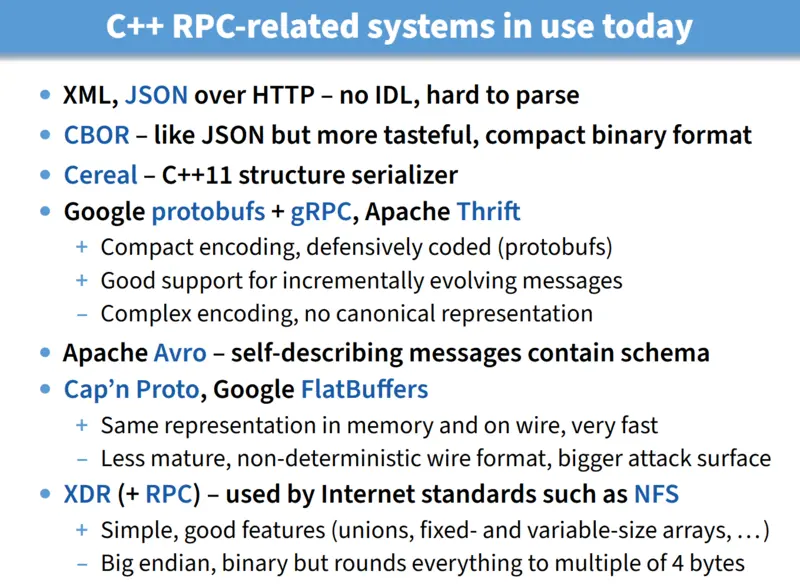 C++ RPC-related systems in use today
• XML, JSON over HTTP – no IDL, hard to parse
• CBOR – like JSON but more tasteful, compact binary format
• Cereal – C++11 structure serializer
• Google protobufs + gRPC, Apache Thrift
+ Compact encoding, defensively coded (protobufs)
+ Good support for incrementally evolving messages
– Complex encoding, no canonical representation
• Apache Avro – self-describing messages contain schema
• Cap’n Proto, Google FlatBuffers
+ Same representation in memory and on wire, very fast
– Less mature, non-deterministic wire format, bigger attack surface
• XDR (+ RPC) – used by Internet standards such as NFS
+ Simple, good features (unions, fixed- and variable-size arrays, …)
– Big endian, binary but rounds everything to multiple of 4 bytes